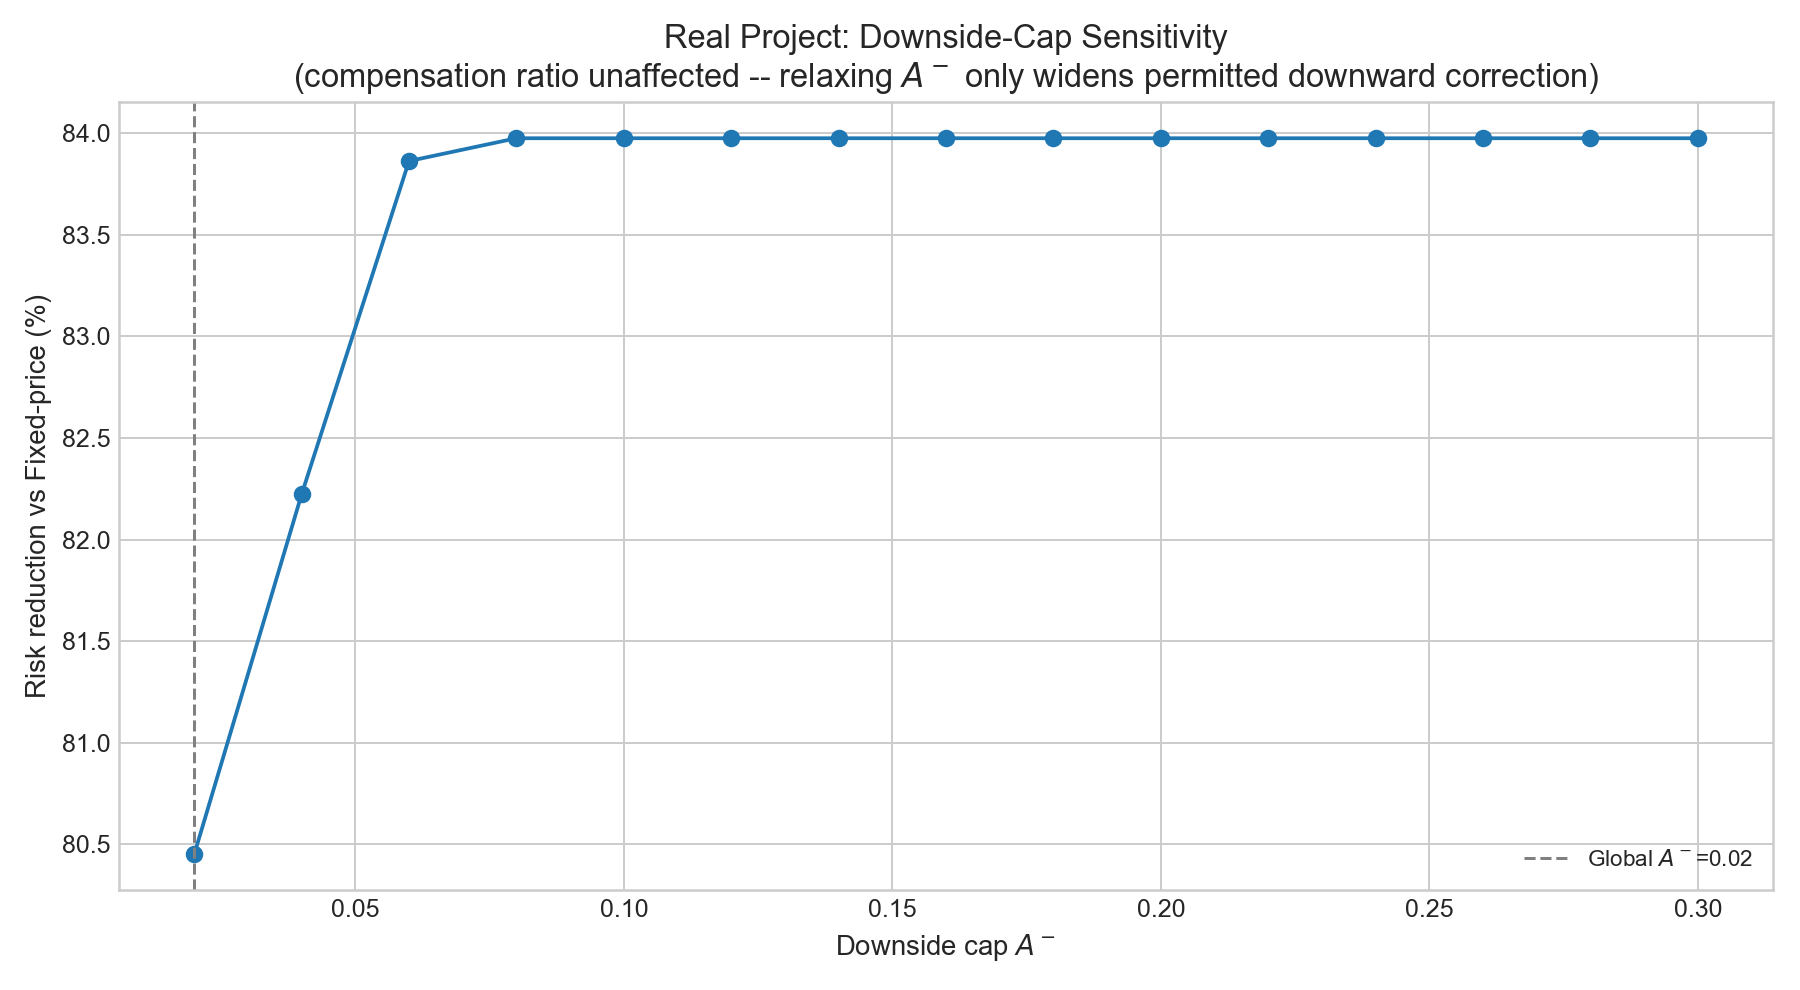 Real Project: Downside-Cap Sensitivity
(compensation ratio unaffected -- relaxing A⁻ only widens permitted downward correction)
Risk reduction vs Fixed-price (%)
84.0
83.5
83.0
82.5
82.0
81.5
81.0
80.5
Global A⁻=0.02
0.05 0.10 0.15 0.20 0.25 0.30
Downside cap A⁻